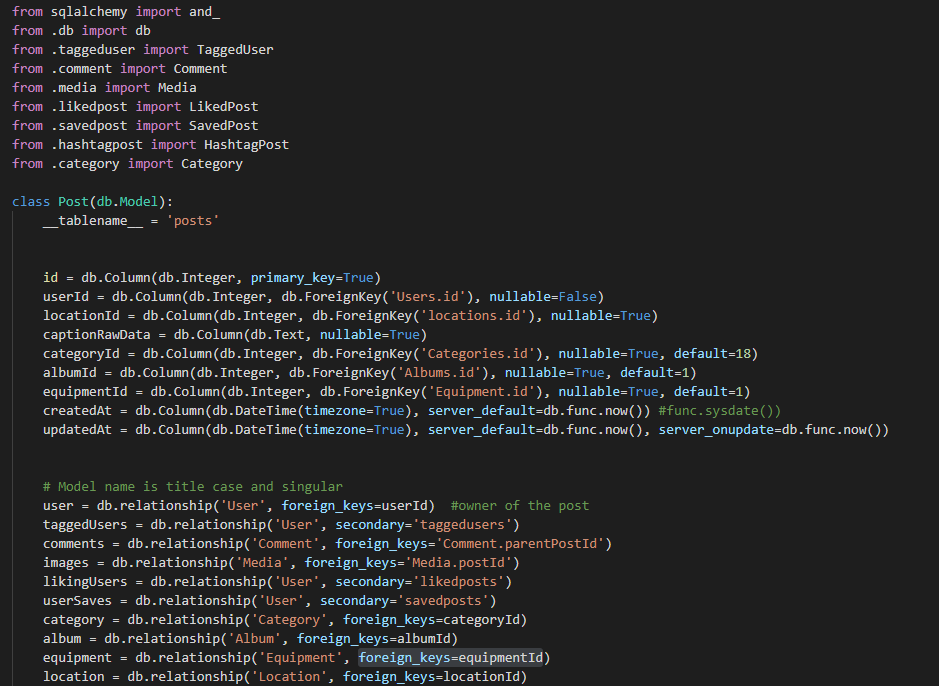 from sqlalchemy import and_
from .db import db
from .taggeduser import TaggedUser
from .comment import Comment
from .media import Media
from .likedpost import LikedPost
from .savedpost import SavedPost
from .hashtagpost import HashtagPost
from .category import Category
class Post(db.Model):
__tablename__ = 'posts'
id = db.Column(db.Integer, primary_key=True)
userId = db.Column(db.Integer, db.ForeignKey('Users.id'), nullable=False)
locationId = db.Column(db.Integer, db.ForeignKey('locations.id'), nullable=True)
captionRawData = db.Column(db.Text, nullable=True)
categoryId = db.Column(db.Integer, db.ForeignKey('Categories.id'), nullable=True, default=18)
albumId = db.Column(db.Integer, db.ForeignKey('Albums.id'), nullable=True, default=1)
equipmentId = db.Column(db.Integer, db.ForeignKey('Equipment.id'), nullable=True, default=1)
createdAt = db.Column(db.DateTime(timezone=True), server_default=db.func.now()) #func.sysdate())
updatedAt = db.Column(db.DateTime(timezone=True), server_default=db.func.now(), server_onupdate=db.func.now())
# Model name is title case and singular
user = db.relationship('User', foreign_keys=userId)  #owner of the post
taggedUsers = db.relationship('User', secondary='taggedusers')
comments = db.relationship('Comment', foreign_keys='Comment.parentPostId')
images = db.relationship('Media', foreign_keys='Media.postId')
likingUsers = db.relationship('User', secondary='likedposts')
userSaves = db.relationship('User', secondary='savedposts')
category = db.relationship('Category', foreign_keys=categoryId)
album = db.relationship('Album', foreign_keys=albumId)
equipment = db.relationship('Equipment', foreign_keys=equipmentId)
location = db.relationship('Location', foreign_keys=locationId)